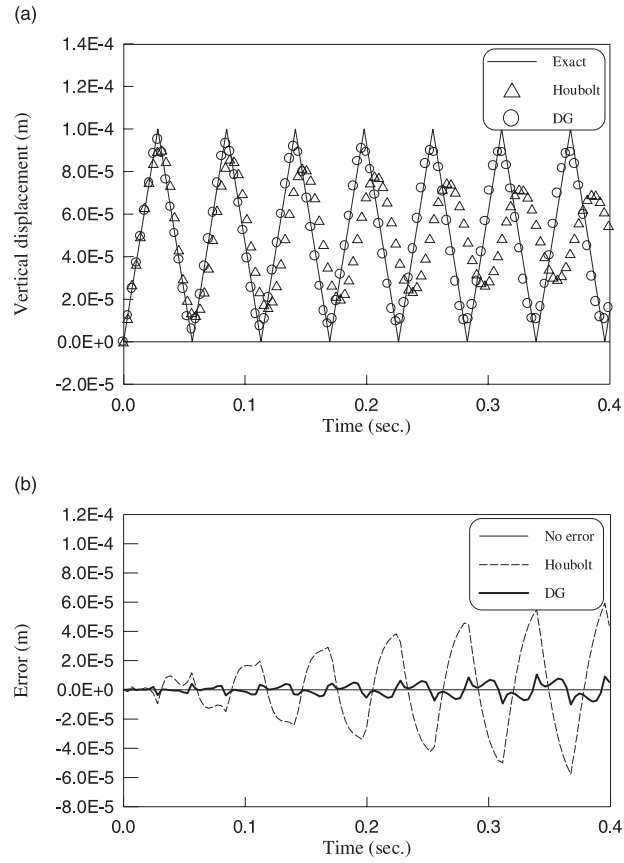 (a)
1.4E-4
1.2E-4
1.0E-4
8.0E-5
6.0E-5
4.0E-5
2.0E-5
0.0E+0
-2.0E-5
Vertical displacement (m)
Exact
Houbolt
DG
0.0
0.1
0.2
0.3
0.4
Time (sec.)
(b)
1.2E-4
1.0E-4
8.0E-5
6.0E-5
4.0E-5
2.0E-5
0.0E+0
-2.0E-5
-4.0E-5
-6.0E-5
-8.0E-5
Error (m)
No error
Houbolt
DG
0.0
0.1
0.2
0.3
0.4
Time (sec.)